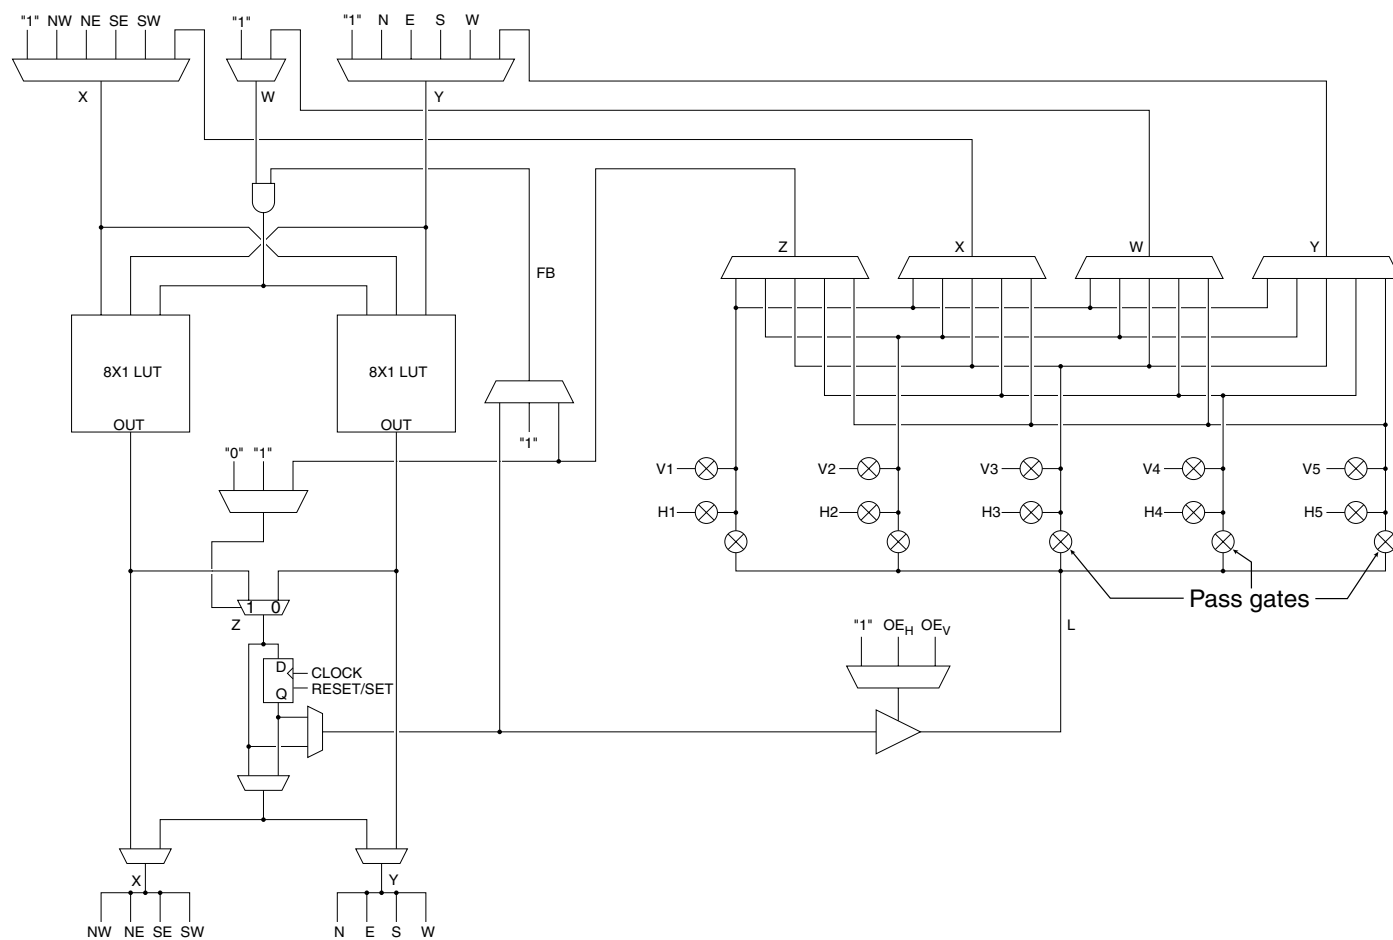 "1" NW NE SE SW "1" "1" N E S W
X W Y
Z X W Y
FB
8X1 LUT 8X1 LUT
OUT OUT
"1"
"0" "1"
V1 V2 V3 V4 V5
H1 H2 H3 H4 H5
Pass gates
1 0
Z
"1" OEH OEV L
D
CLOCK
Q
RESET/SET
X Y
NW NE SE SW N E S W